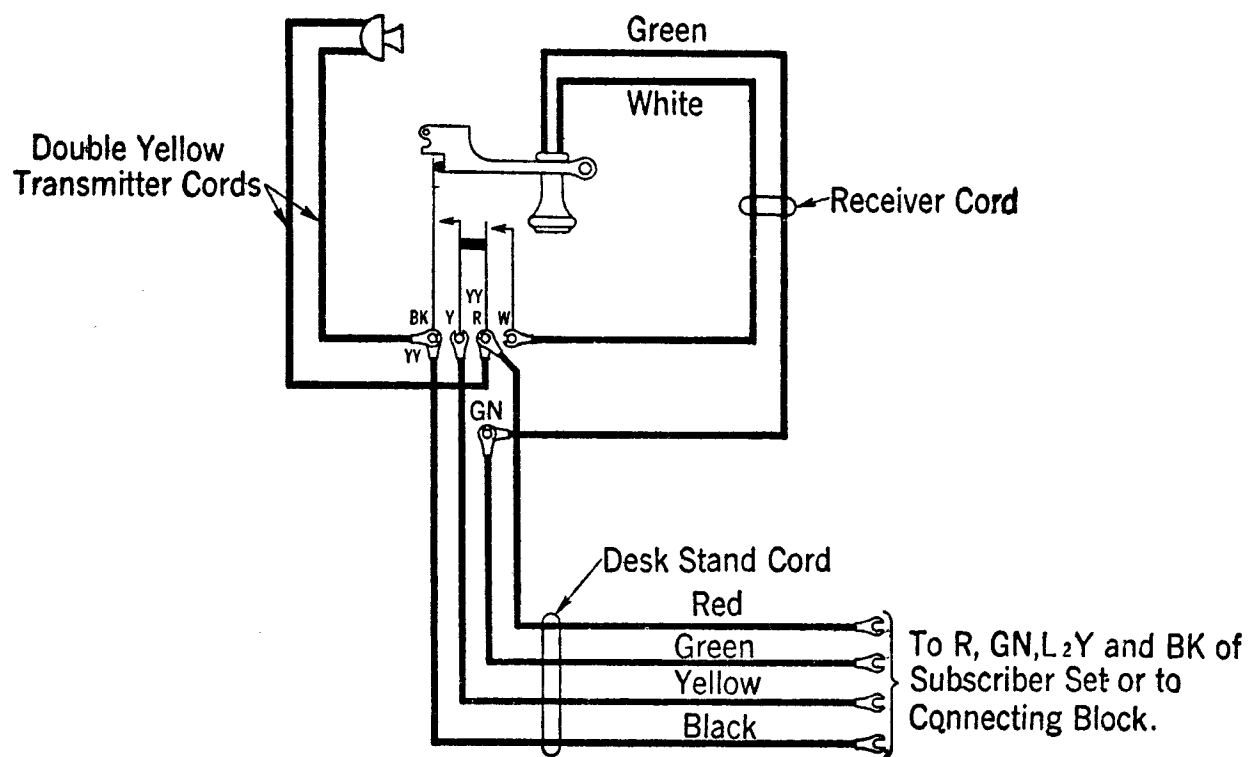 Green
White
Double Yellow
Transmitter Cords
Receiver Cord
YY
BK Y R W
YY
GN
Desk Stand Cord
Red
Green
Yellow
Black
To R, GN, L2Y and BK of
Subscriber Set or to
Connecting Block.